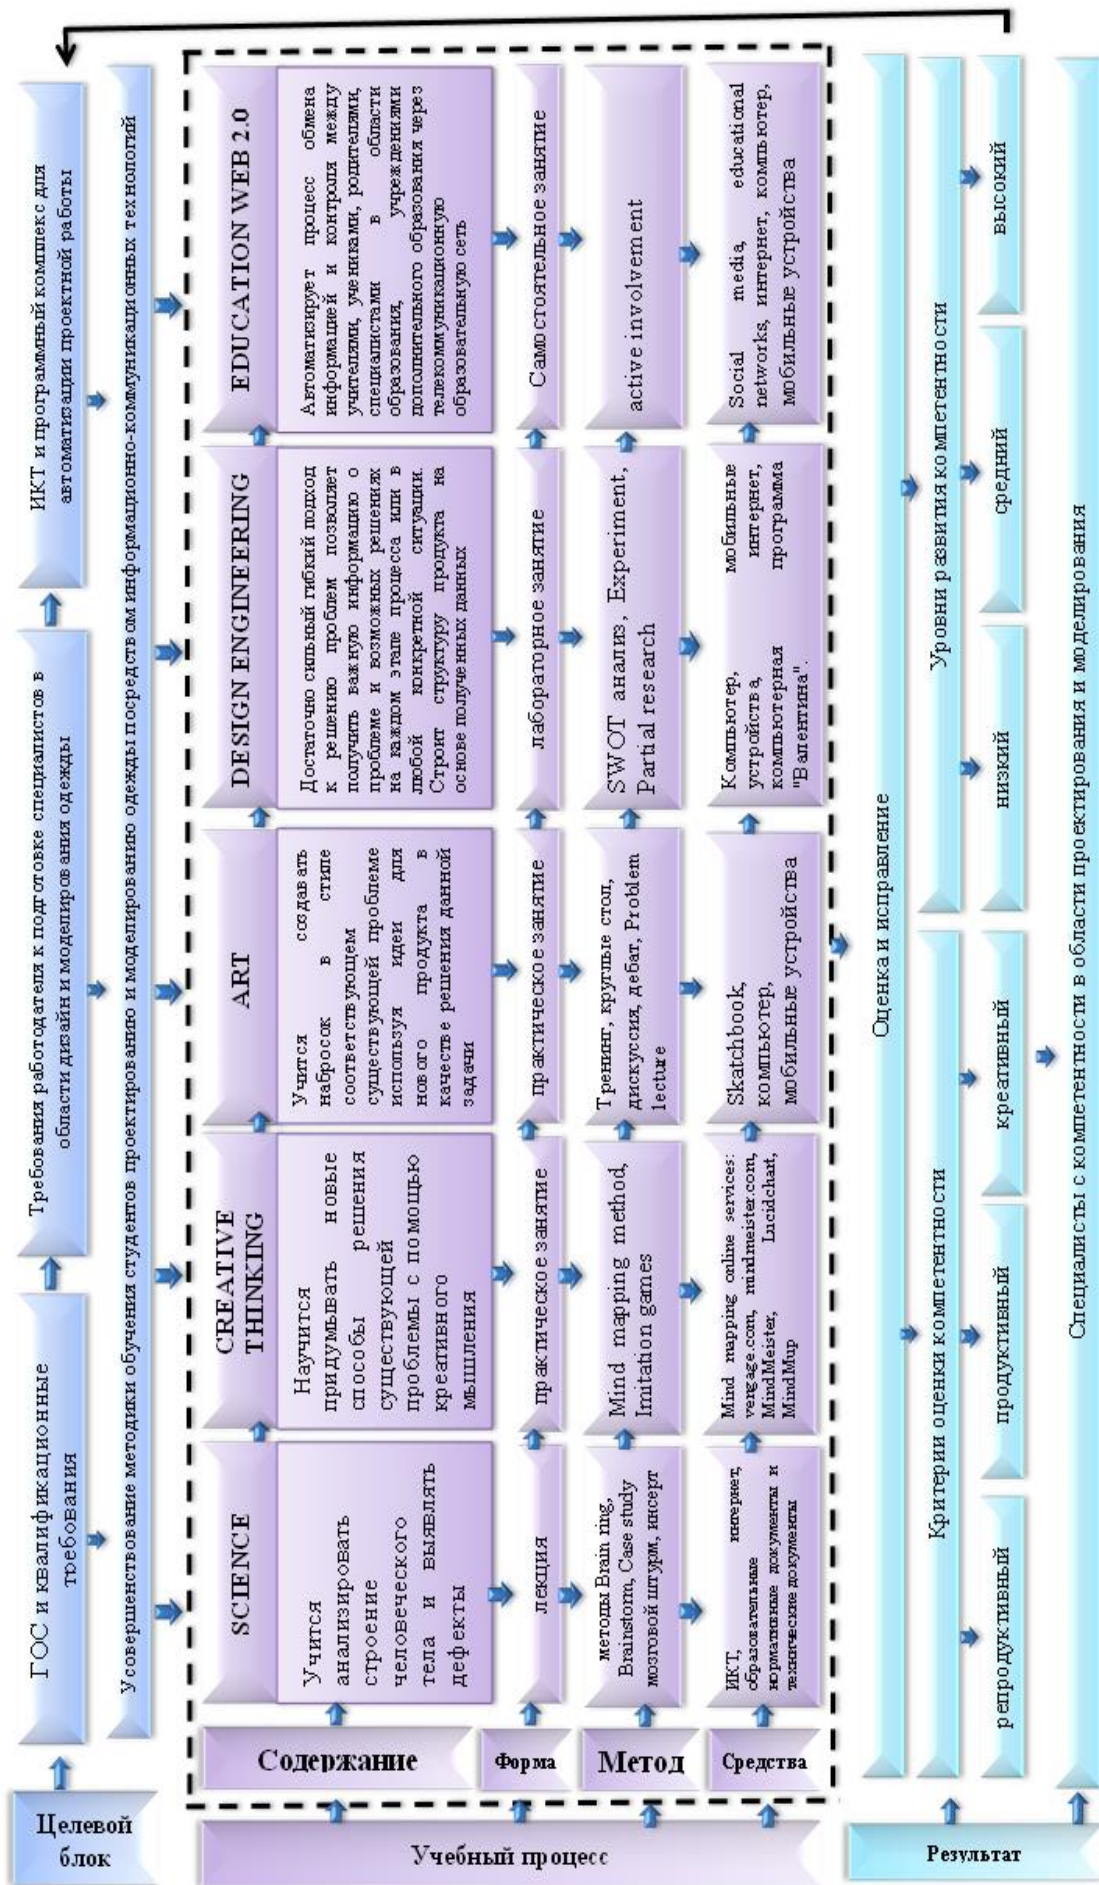 Целевой
блок
ГОС и квалификационные
требования
Требования работодателя к подготовке специалистов в
области дизайн и моделирования одежды
ИКТ и программный комплекс для
автоматизации проектной работы
Усовершенствование методики обучения студентов проектированию и моделированию одежды посредством информационно-коммуникационных технологий
Учебный процесс
Содержание
SCIENCE
Учится
анализировать
строение
человеческого
тела и выявлять
дефекты
CREATIVE
THINKING
Научится
придумывать новые
способы решения
существующей
проблемы с помощью
креативного
мышления
ART
Учится создавать
набросок в стиле
соответствующем
существующей проблеме
используя идеи для
нового продукта в
качестве решения данной
задачи
DESIGN ENGINEERING
Достаточно сильный гибкий подход
к решению проблем позволяет
получить важную информацию о
проблеме и возможных решениях
на каждом этапе процесса или в
любой конкретной ситуации.
Строит структуру продукта на
основе полученных данных
EDUCATION WEB 2.0
Автоматизирует процесс обмена
информацией и контроля между
учителями, учениками, родителями,
специалистами в области
образования, учреждениями
дополнительного образования через
телекоммуникационную
образовательную сеть
Форма
лекция
практическое занятие
практическое занятие
лабораторное занятие
Самостоятельное занятие
Метод
методы Brain ring,
Brainstorm, Case study
мозговой штурм, инсерт
Mind mapping method,
Imitation games
Тренинг, круглые стол,
дискуссия, дебат, Problem
lecture
SWOT анализ, Experiment,
Partial research
active involvement
Средства
ИКТ, интернет,
образовательные
нормативные документы и
технические документы
Mind mapping online services:
vengage.com, mindmeister.com,
MindMeister, Lucidchart,
MindMup
Skatchbook,
компьютер,
мобильные устройства
Компьютер, мобильные
устройства, интернет,
компьютерная программа
"Валентина".
Social media, educational
networks, интернет, компьютер,
мобильные устройства
Результат
Оценка и исправление
Критерии оценки компетентности
Уровни развития компетентности
репродуктивный
продуктивный
креативный
низкий
средний
высокий
Специалисты с компетентности в области проектирования и моделирования